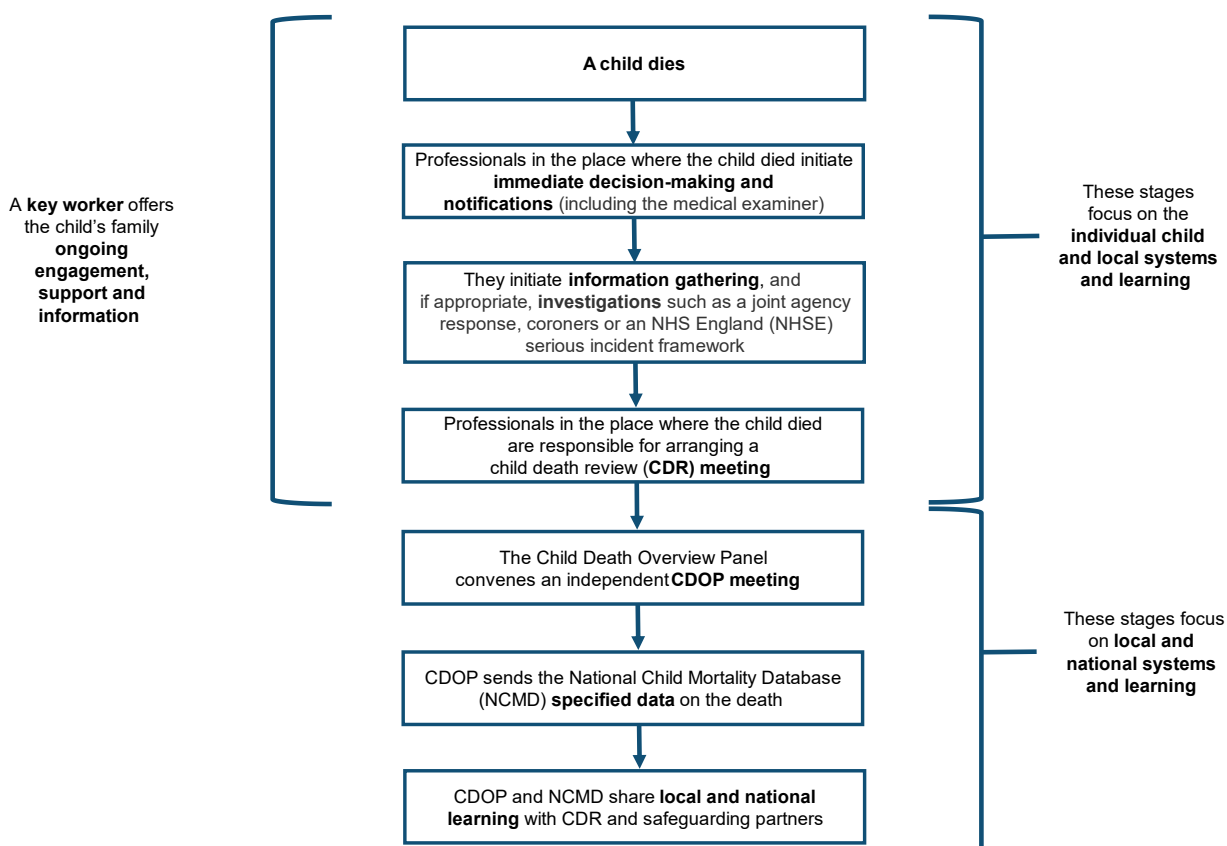 A child dies
Professionals in the place where the child died initiate
immediate decision-making and
notifications (including the medical examiner)
They initiate information gathering, and
if appropriate, investigations such as a joint agency
response, coroners or an NHS England (NHSE)
serious incident framework
Professionals in the place where the child died
are responsible for arranging a
child death review (CDR) meeting
The Child Death Overview Panel
convenes an independent CDOP meeting
CDOP sends the National Child Mortality Database
(NCMD) specified data on the death
CDOP and NCMD share local and national
learning with CDR and safeguarding partners
A key worker offers
the child’s family
ongoing
engagement,
support and
information
These stages
focus on the
individual child
and local systems
and learning
These stages focus
on local and
national systems
and learning